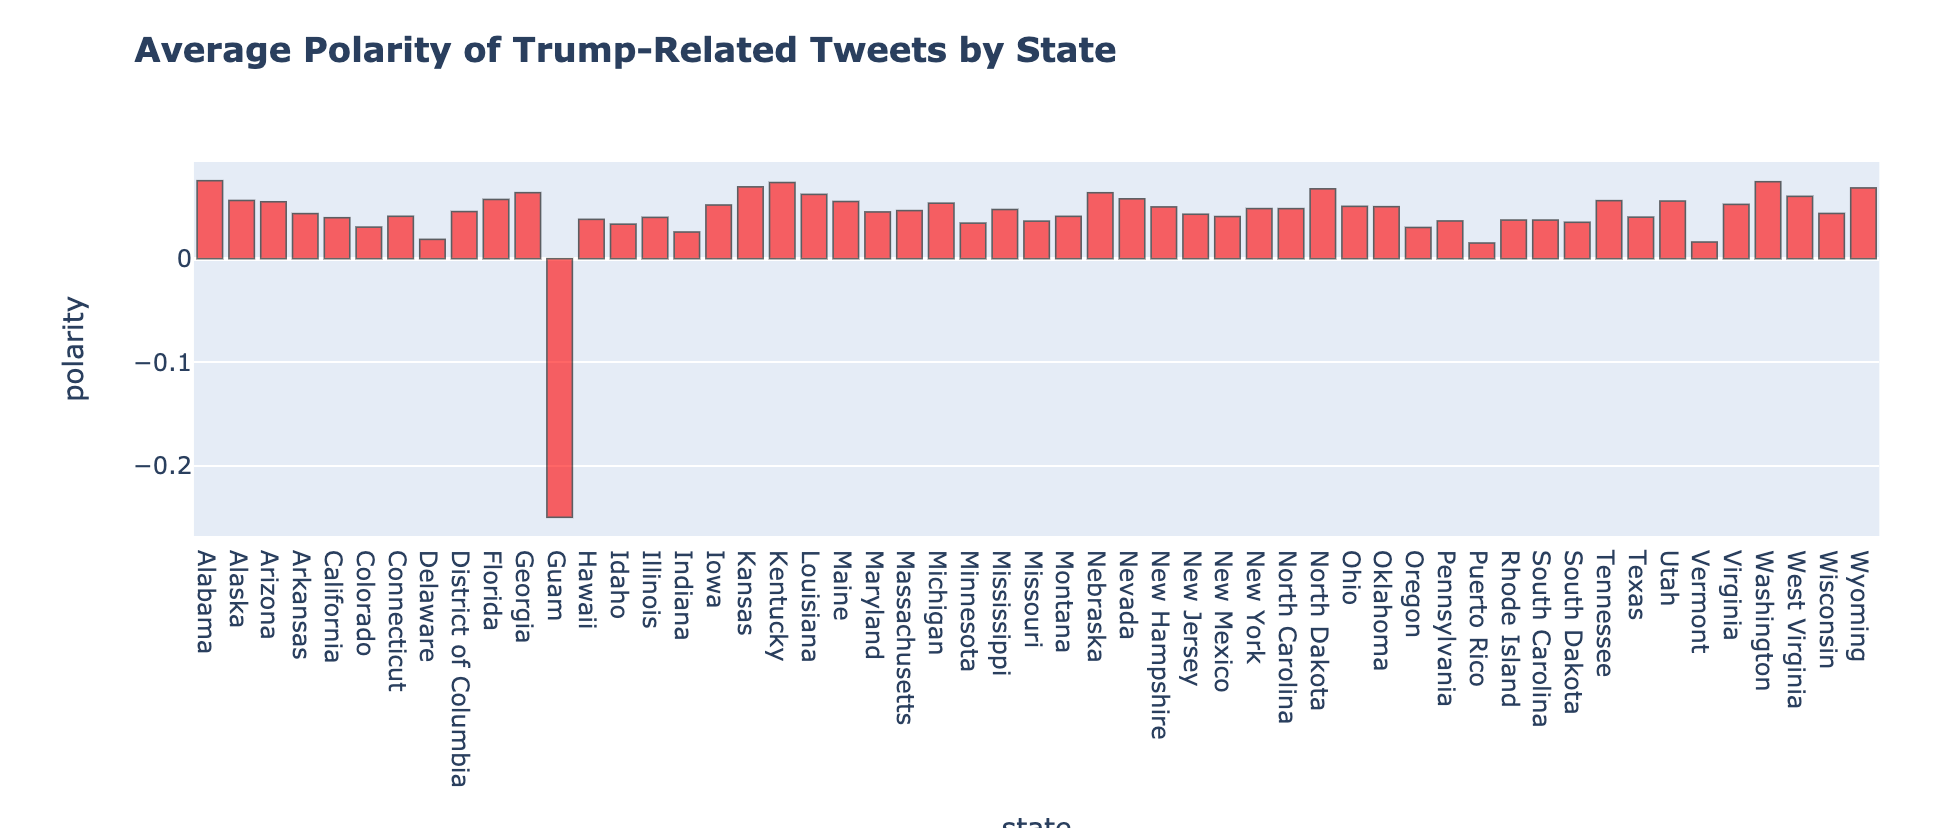 Average Polarity of Trump-Related Tweets by State
polarity
0
−0.1
−0.2
Alabama
Alaska
Arizona
Arkansas
California
Colorado
Connecticut
Delaware
District of Columbia
Florida
Georgia
Guam
Hawaii
Idaho
Illinois
Indiana
Iowa
Kansas
Kentucky
Louisiana
Maine
Maryland
Massachusetts
Michigan
Minnesota
Mississippi
Missouri
Montana
Nebraska
Nevada
New Hampshire
New Jersey
New Mexico
New York
North Carolina
North Dakota
Ohio
Oklahoma
Oregon
Pennsylvania
Puerto Rico
Rhode Island
South Carolina
South Dakota
Tennessee
Texas
Utah
Vermont
Virginia
Washington
West Virginia
Wisconsin
Wyoming
state